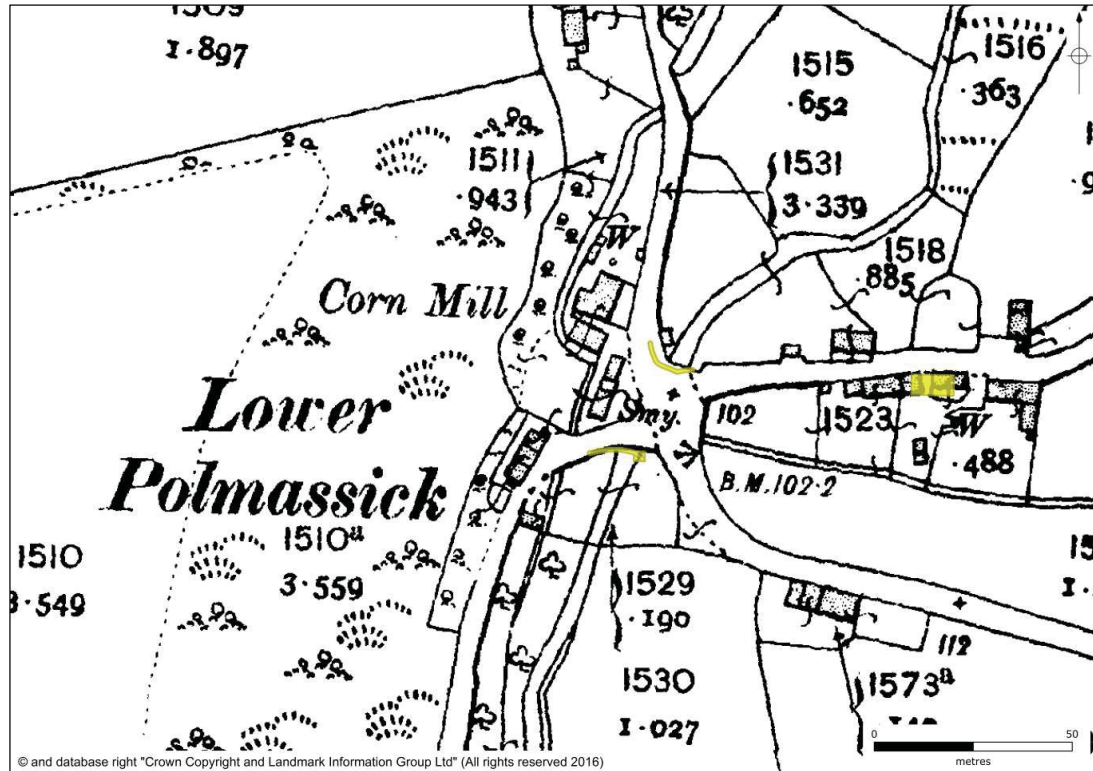 1509
1·897
1516
·363
1515
·652
1511
·943
1531
3·339
W
1518
·885
Corn Mill
Lower
Polmassick
Smy.
102
1523
W
·488
B.M.102·2
1510
3·549
1510a
3·559
1529
·190
1530
1·027
112
1573a
0
50
metres
© and database right "Crown Copyright and Landmark Information Group Ltd" (All rights reserved 2016)